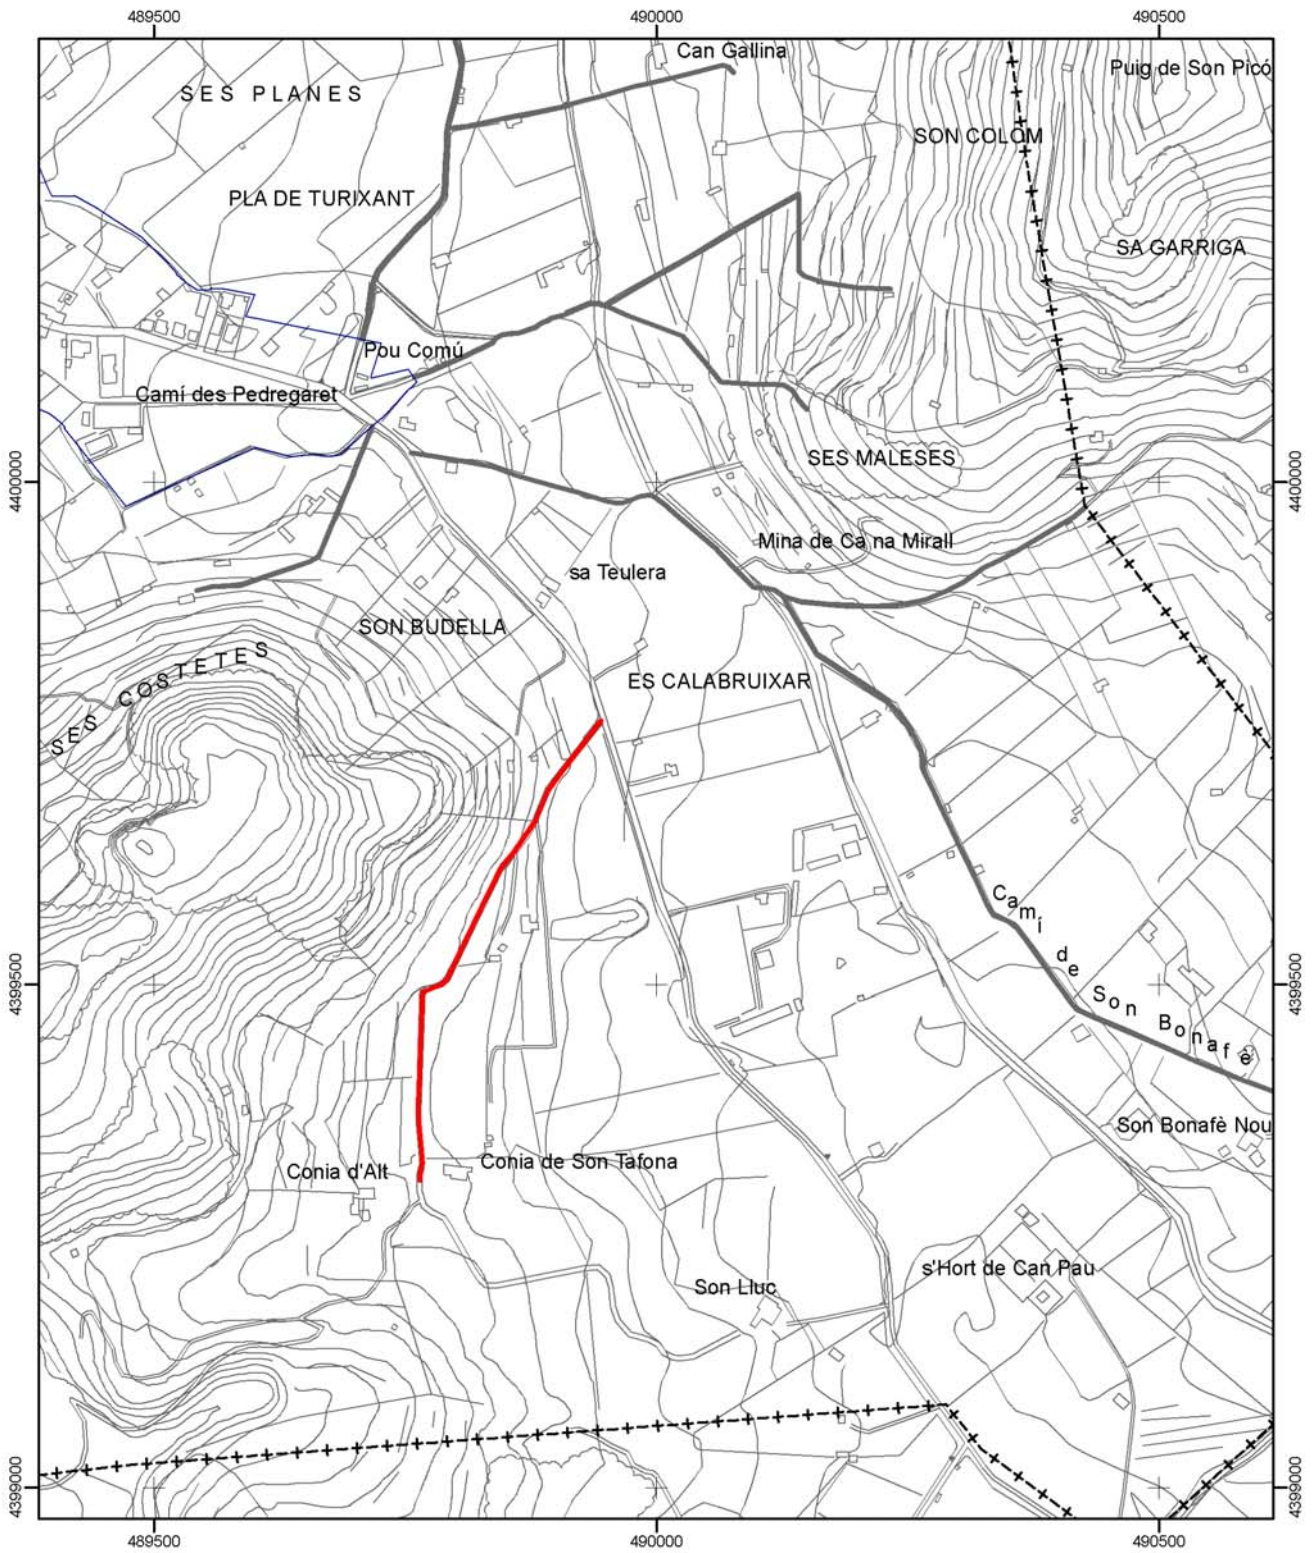 489500
490000
490500
Can Gallina
Puig de Son Picó
SES PLANES
SON COLOM
PLA DE TURIXANT
SA GARRIGA
Pou Comú
Camí des Pedregaret
SES MALESES
4400000
4400000
Mina de Ca na Mirall
sa Teulera
SON BUDELLA
SES COSTETES
ES CALABRUIXAR
Camí de Son Bonafè
4399500
4399500
Son Bonafè Nou
Conia d'Alt
Conia de Son Tafona
s'Hort de Can Pau
Son Lluc
4399000
4399000
489500
490000
490500